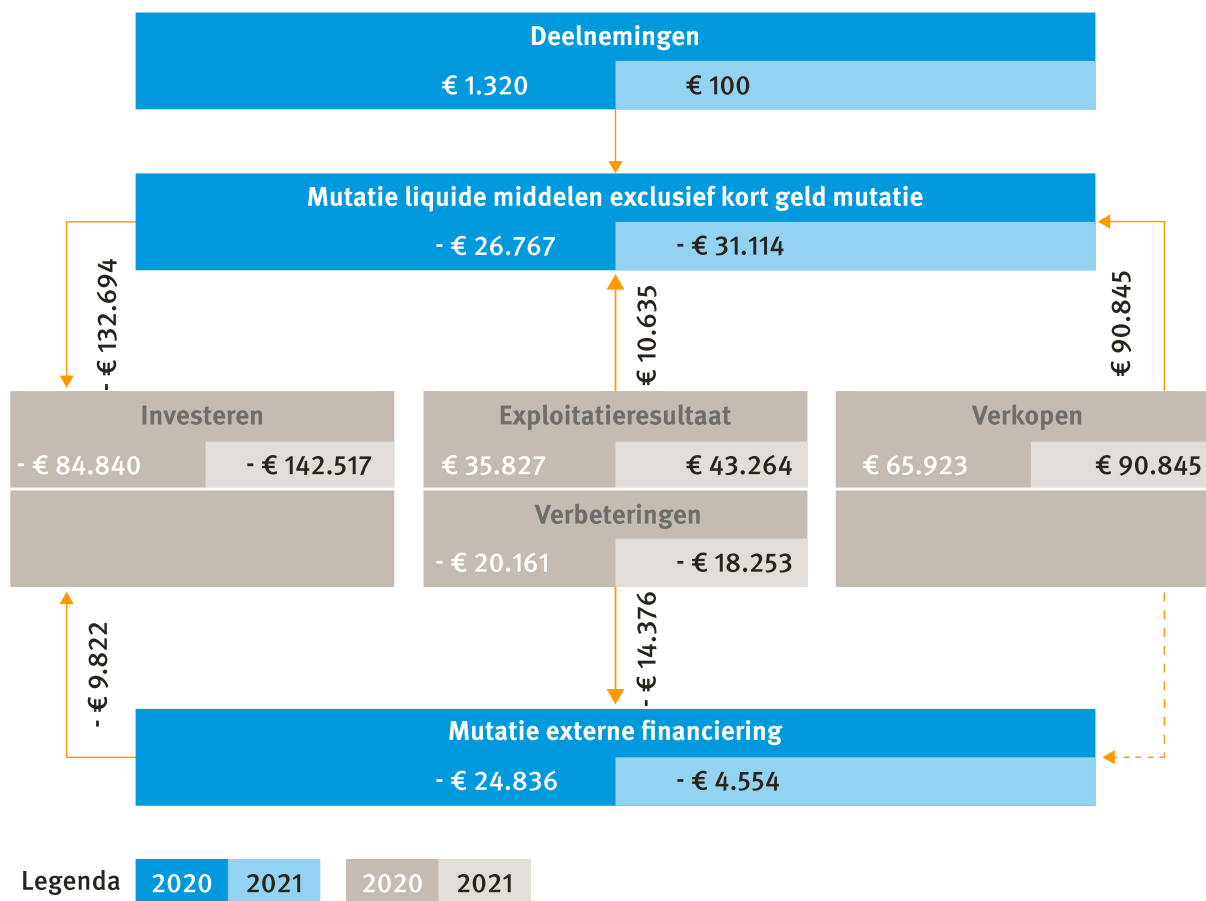 Deelnemingen
€ 1.320 € 100
Mutatie liquide middelen exclusief kort geld mutatie
- € 26.767 - € 31.114
- € 132.694
€ 10.635
€ 90.845
Investeren
- € 84.840 - € 142.517
Exploitatieresultaat
€ 35.827 € 43.264
Verkopen
€ 65.923 € 90.845
Verbeteringen
- € 20.161 - € 18.253
- € 9.822
- € 14.376
Mutatie externe financiering
- € 24.836 - € 4.554
Legenda 2020 2021 2020 2021